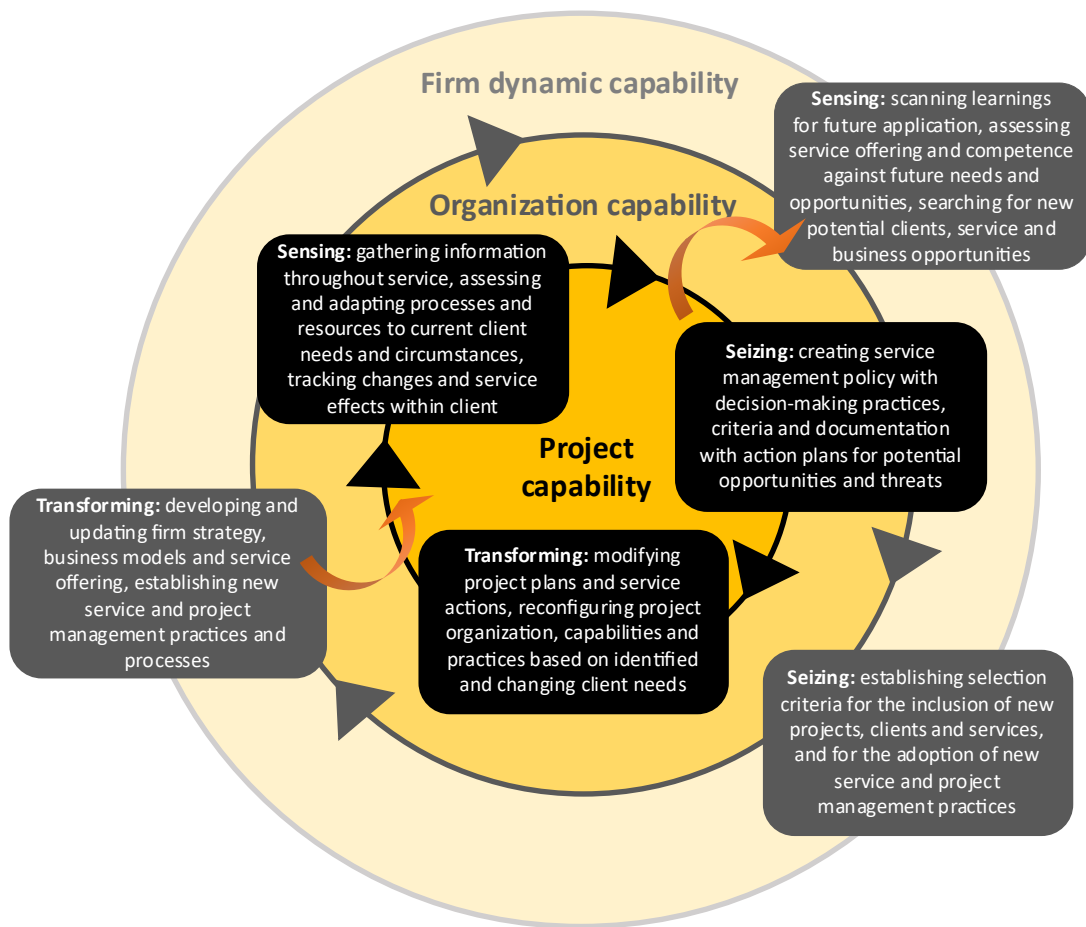 Firm dynamic capability
Organization capability
Project
capability
Sensing: scanning learnings
for future application, assessing
service offering and competence
against future needs and
opportunities, searching for new
potential clients, service and
business opportunities
Sensing: gathering information
throughout service, assessing
and adapting processes and
resources to current client
needs and circumstances,
tracking changes and service
effects within client
Seizing: creating service
management policy with
decision-making practices,
criteria and documentation
with action plans for potential
opportunities and threats
Transforming: developing and
updating firm strategy,
business models and service
offering, establishing new
service and project
management practices and
processes
Transforming: modifying
project plans and service
actions, reconfiguring project
organization, capabilities and
practices based on identified
and changing client needs
Seizing: establishing selection
criteria for the inclusion of new
projects, clients and services,
and for the adoption of new
service and project
management practices